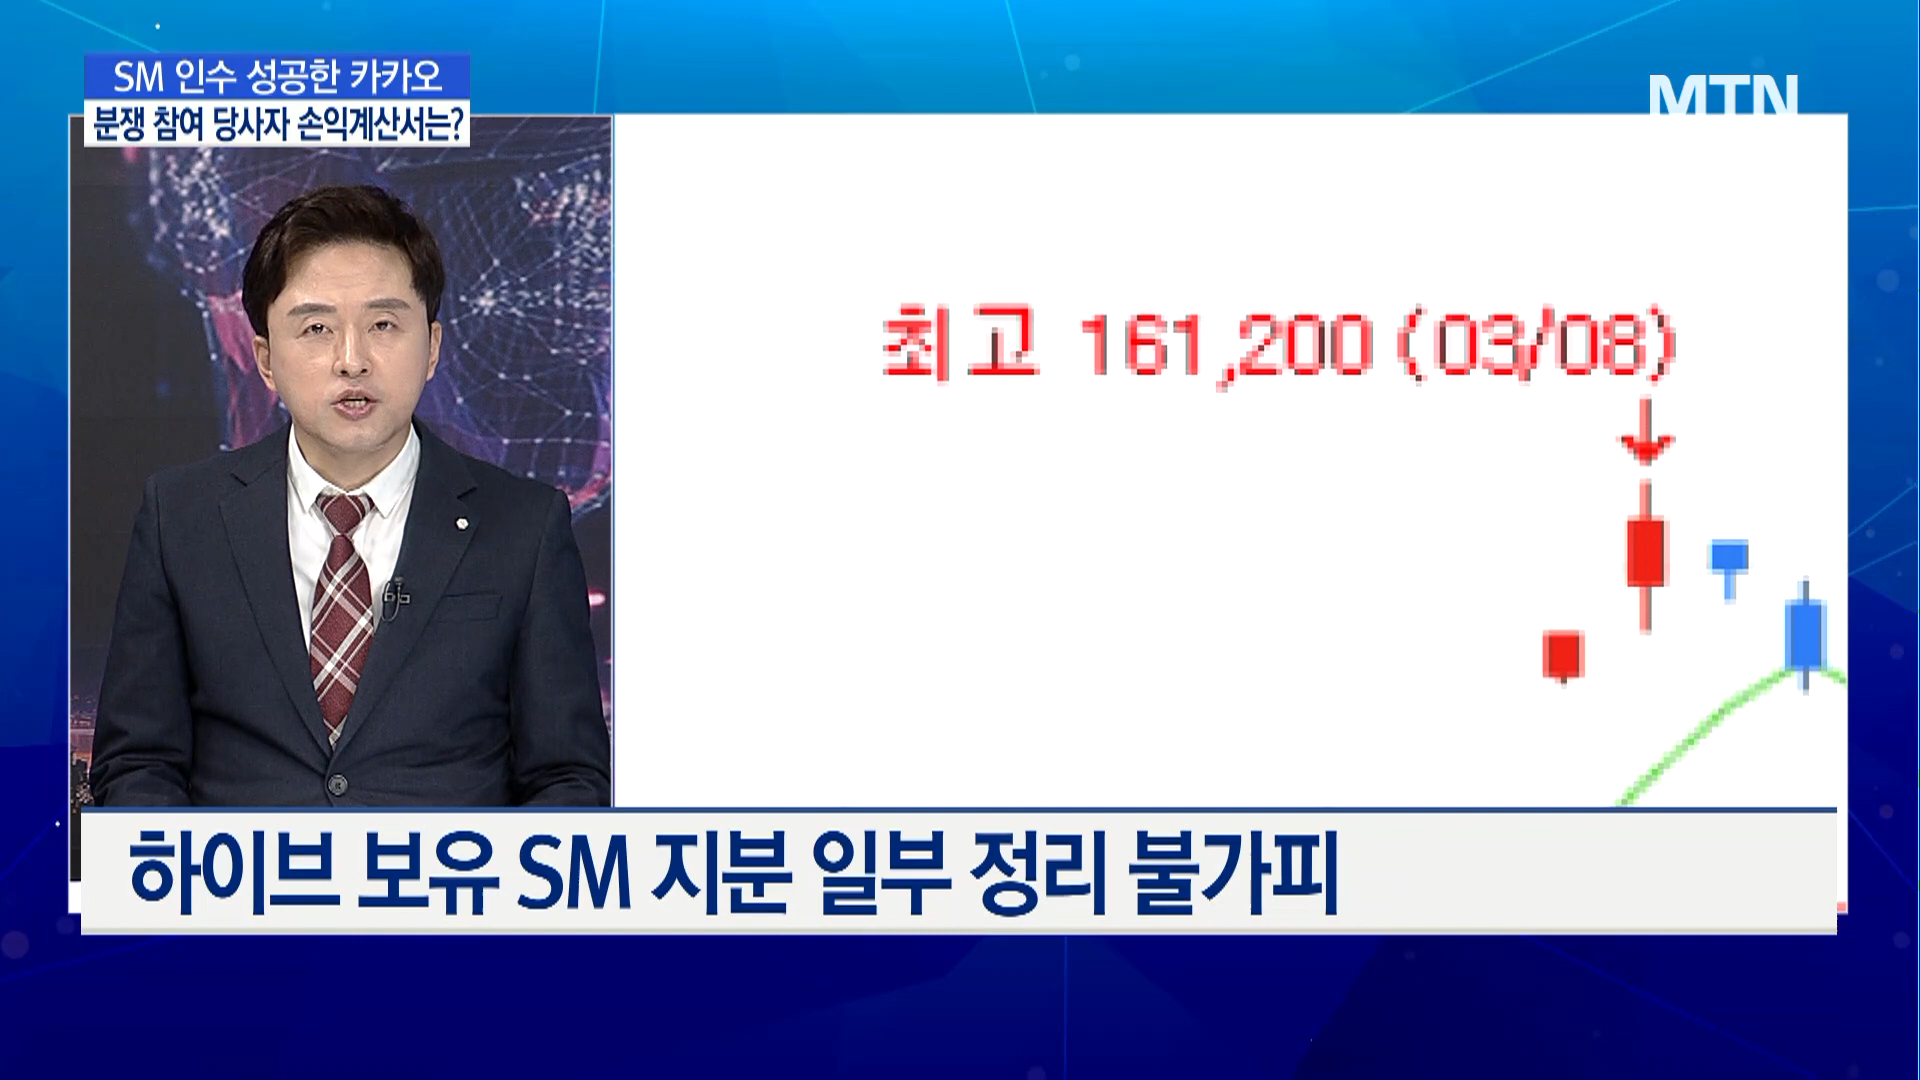 SM 인수 성공한 카카오
분쟁 참여 당사자 손익계산서는?
MTN
최고 161,200 (03/08)
하이브 보유 SM 지분 일부 정리 불가피